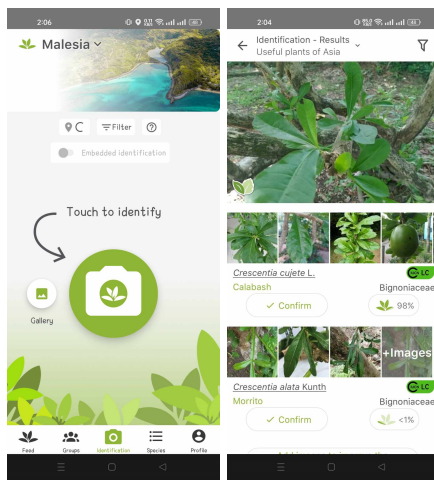 2:06
Malesia
C
Filter
Embedded identification
Touch to identify
Gallery
Feed
Groups
Identification
Species
Profile
2:04
Identification - Results
Useful plants of Asia
Crescentia cujete L.
LC
Calabash
Bignoniaceae
Confirm
98%
+Images
Crescentia alata Kunth
LC
Morrito
Bignoniaceae
Confirm
<1%